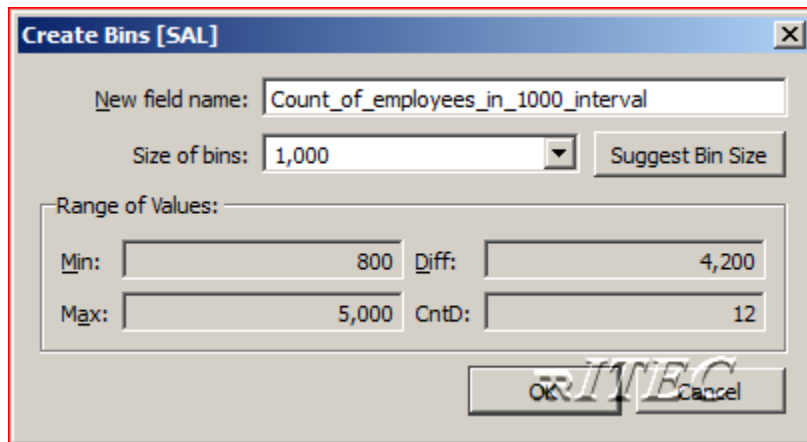 Create Bins [SAL]
New field name: Count_of_employees_in_1000_interval
Size of bins: 1,000 Suggest Bin Size
Range of Values:
Min: 800 Diff: 4,200
Max: 5,000 CntD: 12
OK Cancel
RITEC